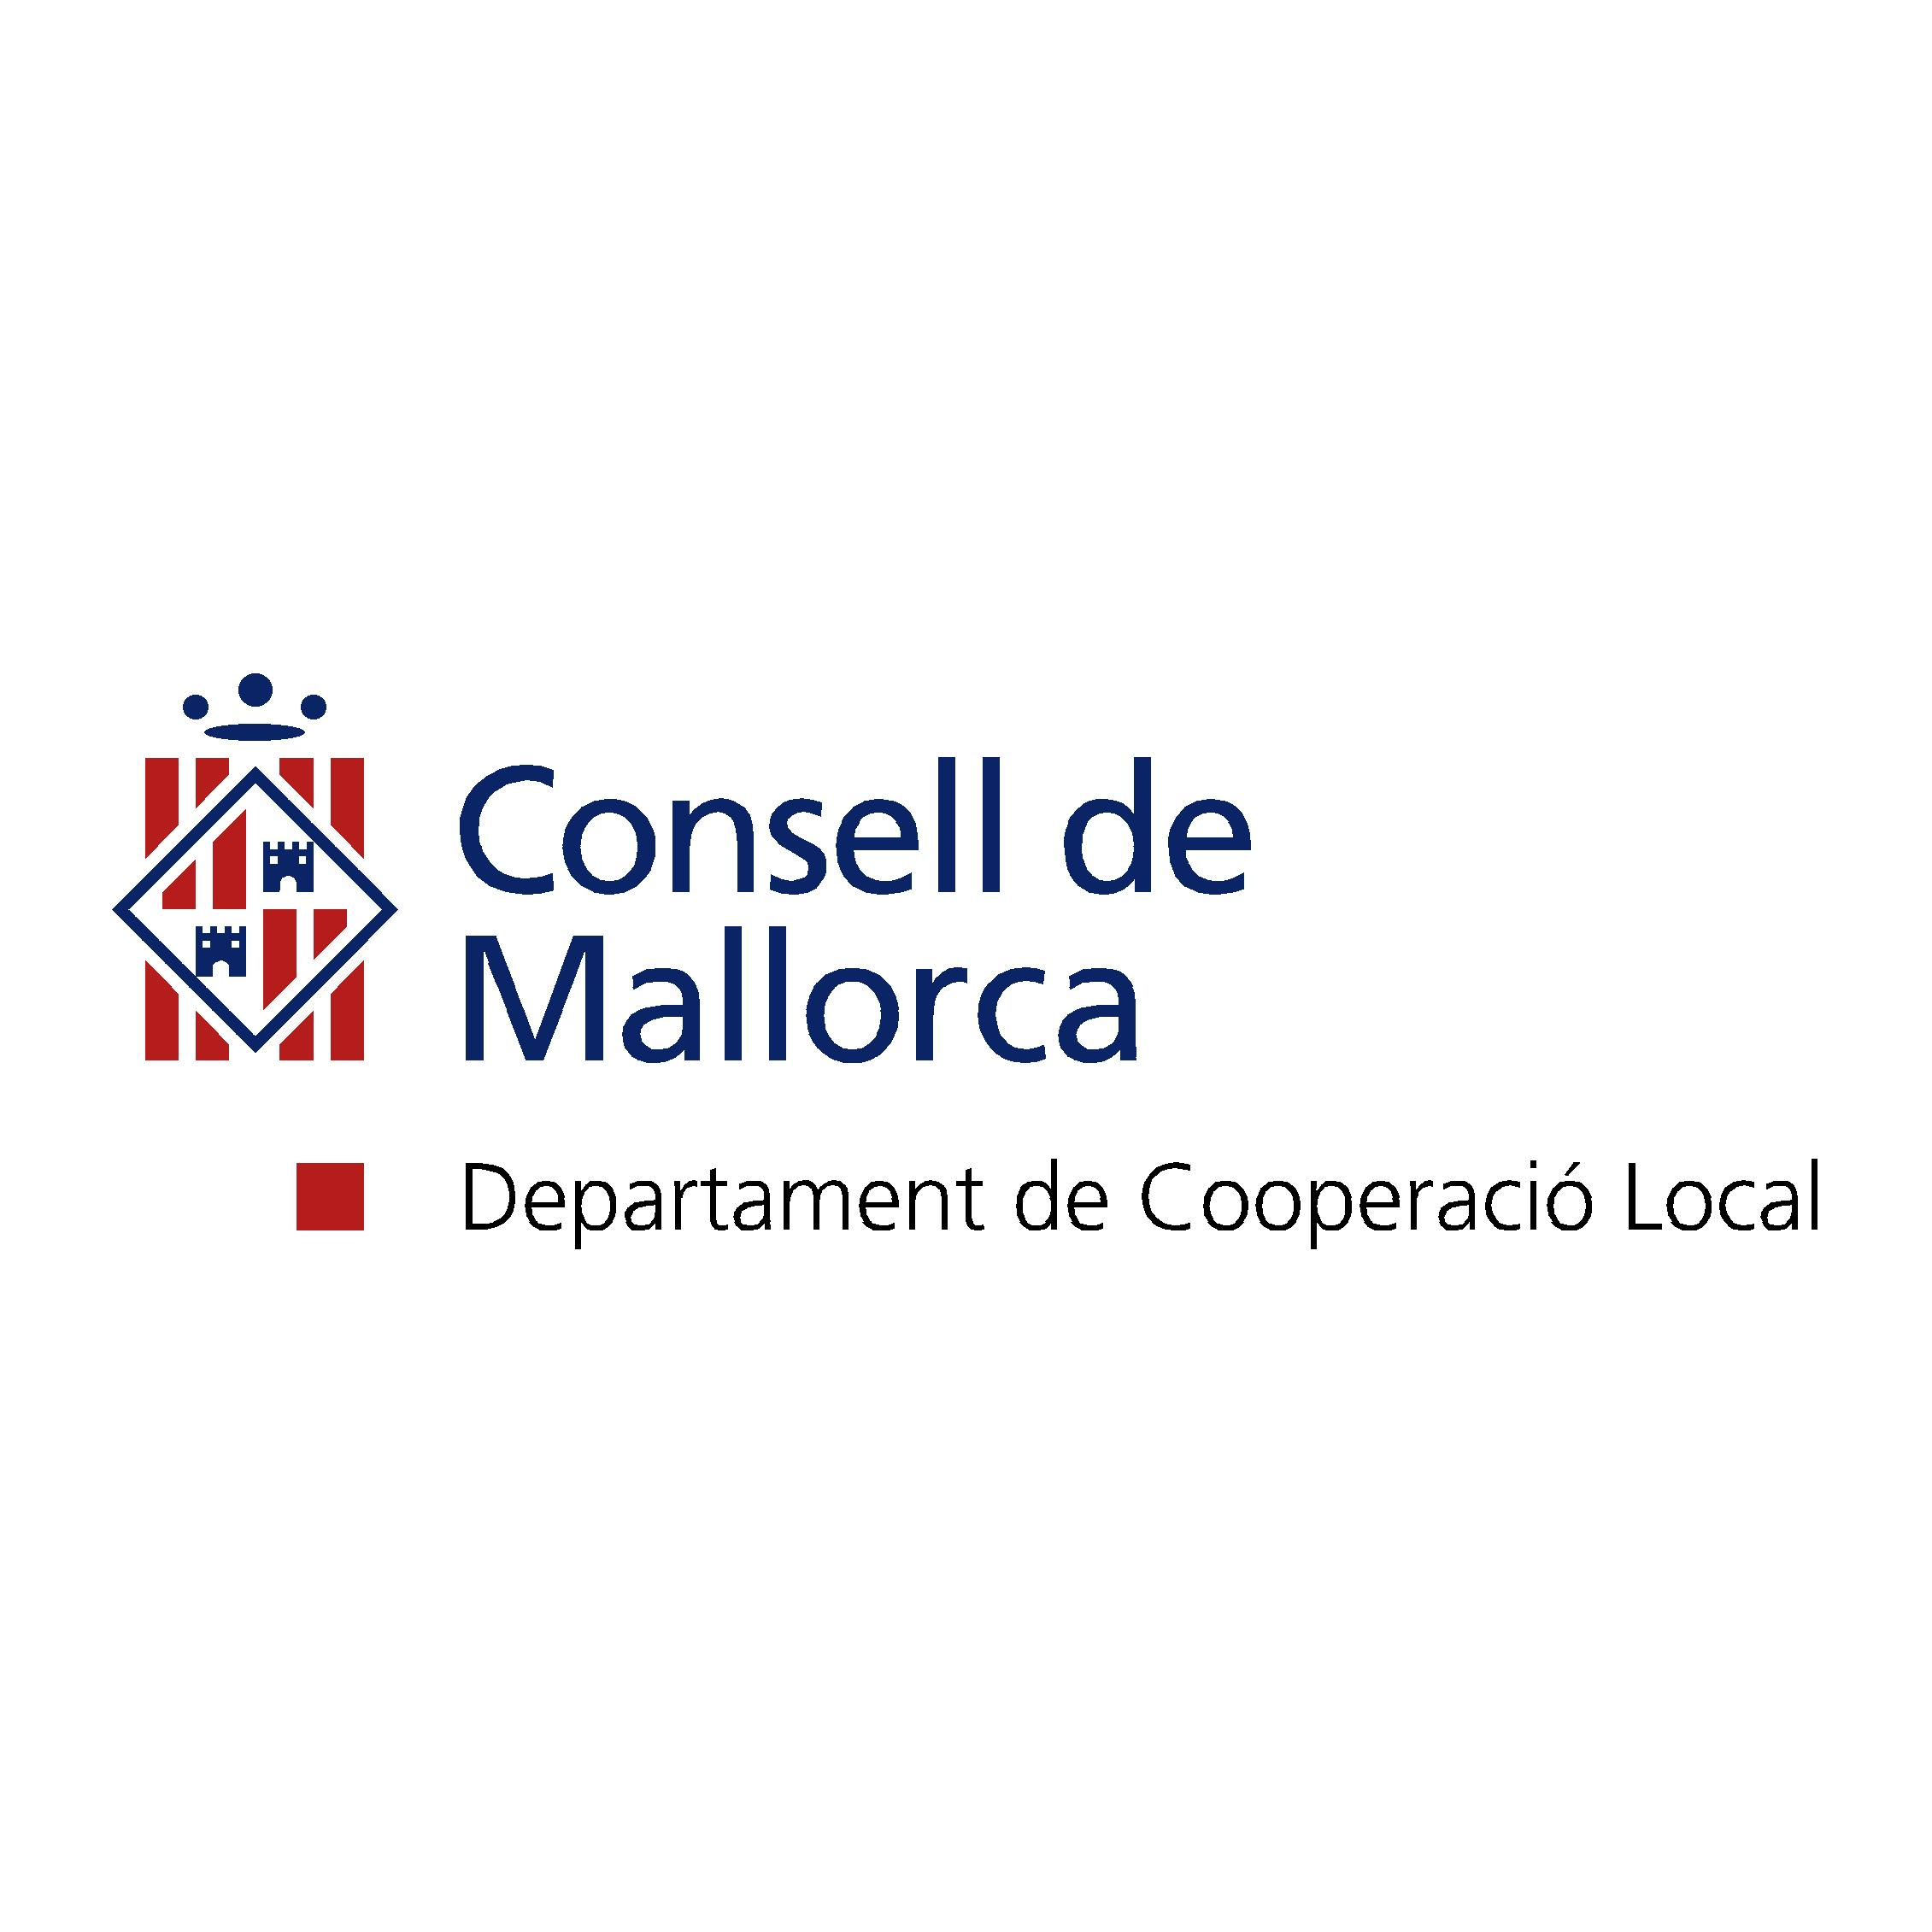 Consell de
Mallorca
Departament de Cooperació Local